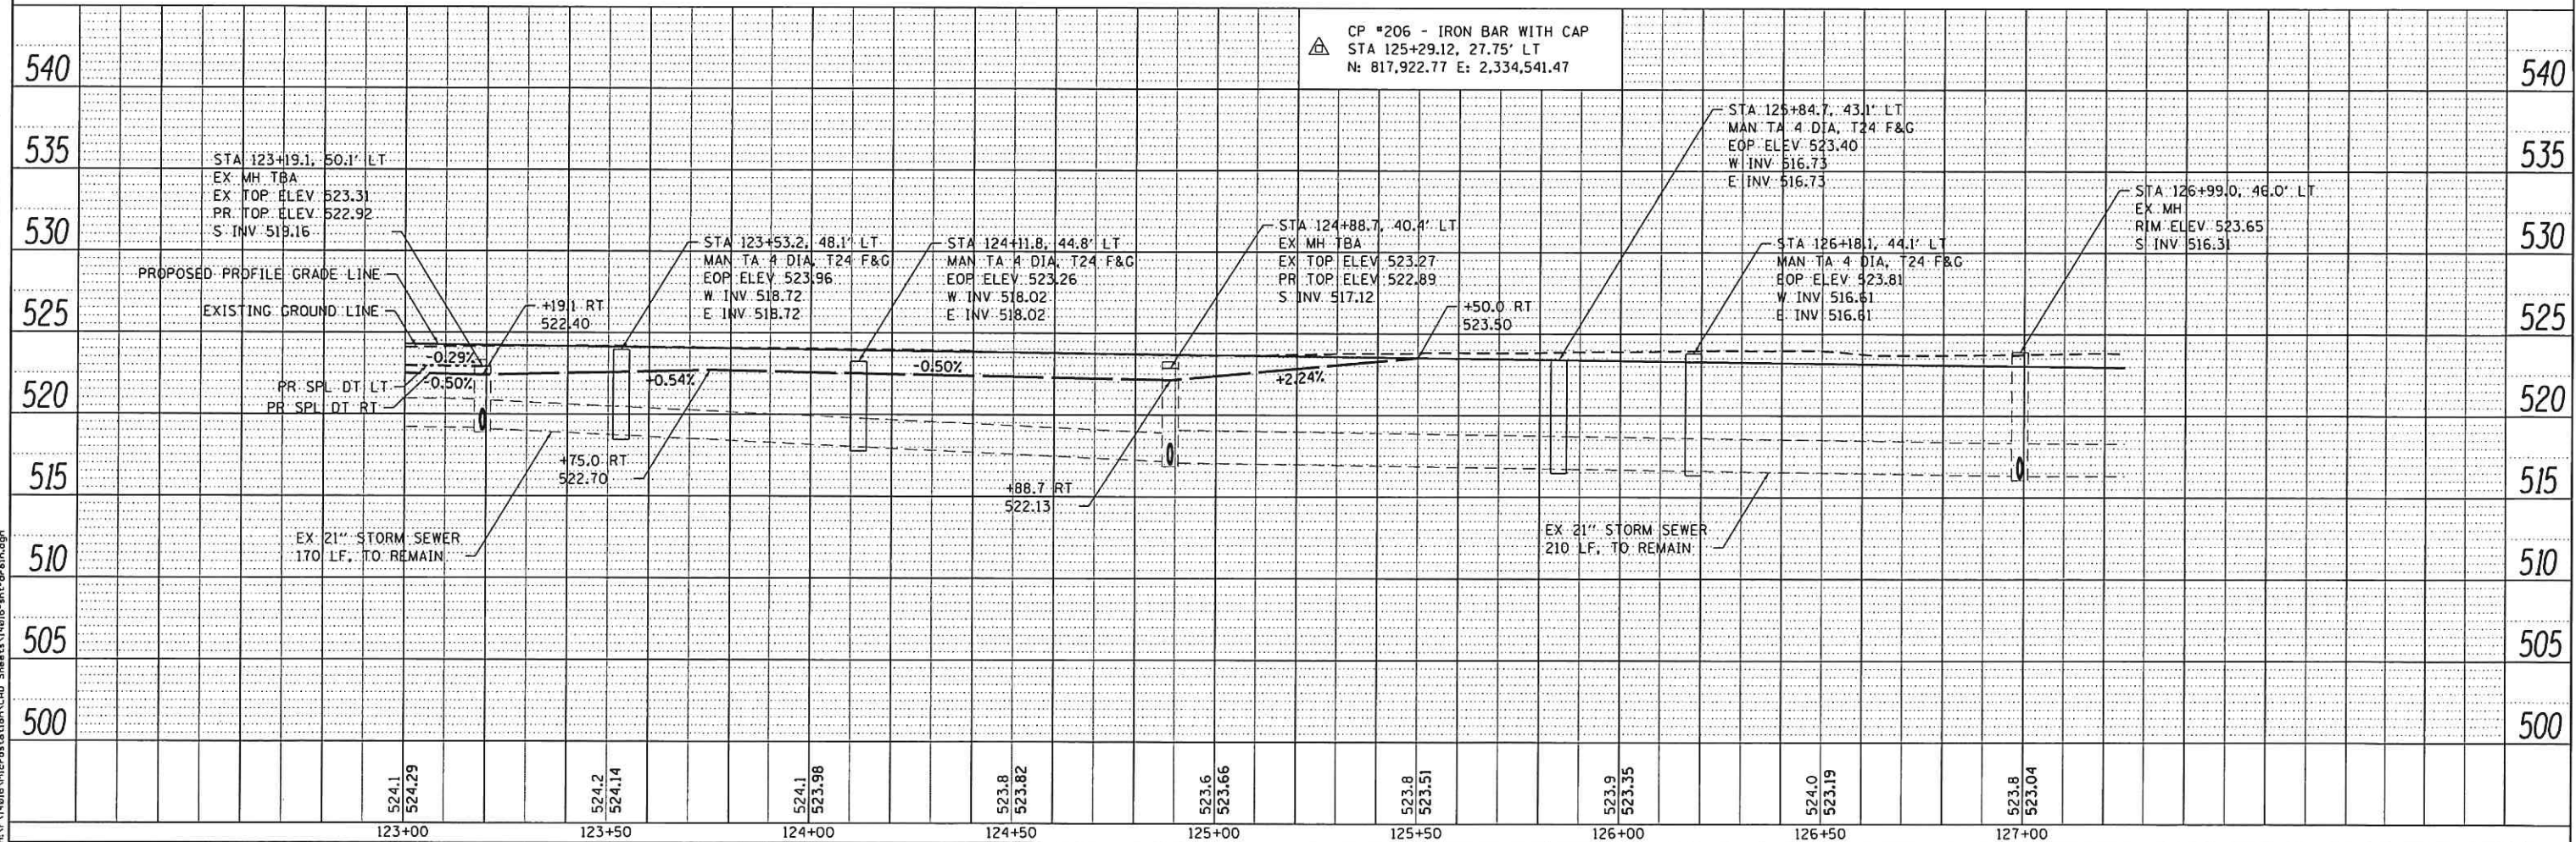 CP #206 - IRON BAR WITH CAP
STA 125+29.12, 27.75' LT
N: 817,922.77 E: 2,334,541.47
540
540
535
535
530
530
525
525
520
520
515
515
510
510
505
505
500
500
STA 123+19.1, 50.1' LT
EX MH TBA
EX TOP ELEV 523.31
PR TOP ELEV 522.92
S INV 519.16
PROPOSED PROFILE GRADE LINE
EXISTING GROUND LINE
PR SPL DT LT
PR SPL DT RT
-0.29%
-0.50%
+19.1 RT
522.40
STA 123+53.2, 48.1' LT
MAN TA 4 DIA, T24 F&G
EOP ELEV 523.96
W INV 518.72
E INV 518.72
+0.54%
STA 124+11.8, 44.8' LT
MAN TA 4 DIA, T24 F&G
EOP ELEV 523.26
W INV 518.02
E INV 518.02
-0.50%
STA 124+88.7, 40.4' LT
EX MH TBA
EX TOP ELEV 523.27
PR TOP ELEV 522.89
S INV 517.12
+2.24%
+50.0 RT
523.50
STA 125+84.7, 43.1' LT
MAN TA 4 DIA, T24 F&G
EOP ELEV 523.40
W INV 516.73
E INV 516.73
STA 126+18.1, 44.1' LT
MAN TA 4 DIA, T24 F&G
EOP ELEV 523.81
W INV 516.61
E INV 516.61
STA 126+99.0, 46.0' LT
EX MH
RIM ELEV 523.65
S INV 516.31
+75.0 RT
522.70
+88.7 RT
522.13
EX 21" STORM SEWER
170 LF, TO REMAIN
EX 21" STORM SEWER
210 LF, TO REMAIN
524.1
524.29
524.2
524.14
524.1
523.98
523.8
523.82
523.6
523.66
523.8
523.51
523.9
523.35
524.0
523.19
523.8
523.04
123+00
123+50
124+00
124+50
125+00
125+50
126+00
126+50
127+00